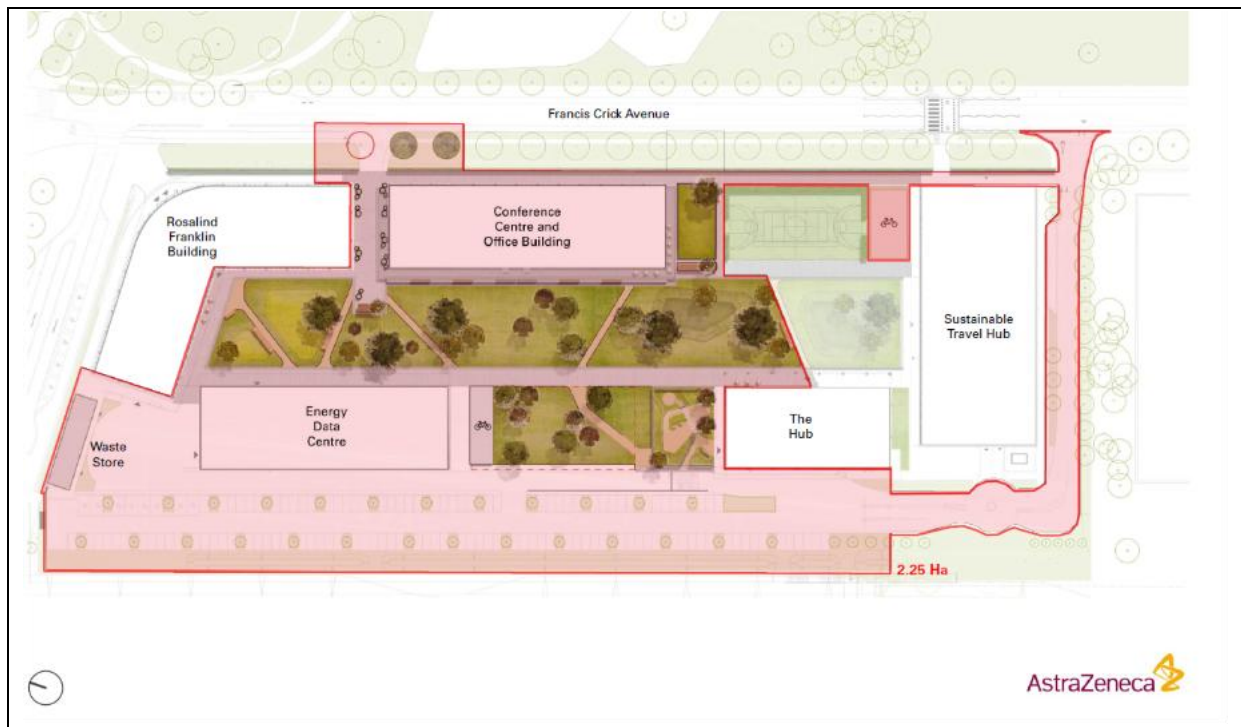 Francis Crick Avenue
Rosalind
Franklin
Building
Conference
Centre and
Office Building
Sustainable
Travel Hub
Energy
Data
Centre
The
Hub
Waste
Store
2.25 Ha
AstraZeneca